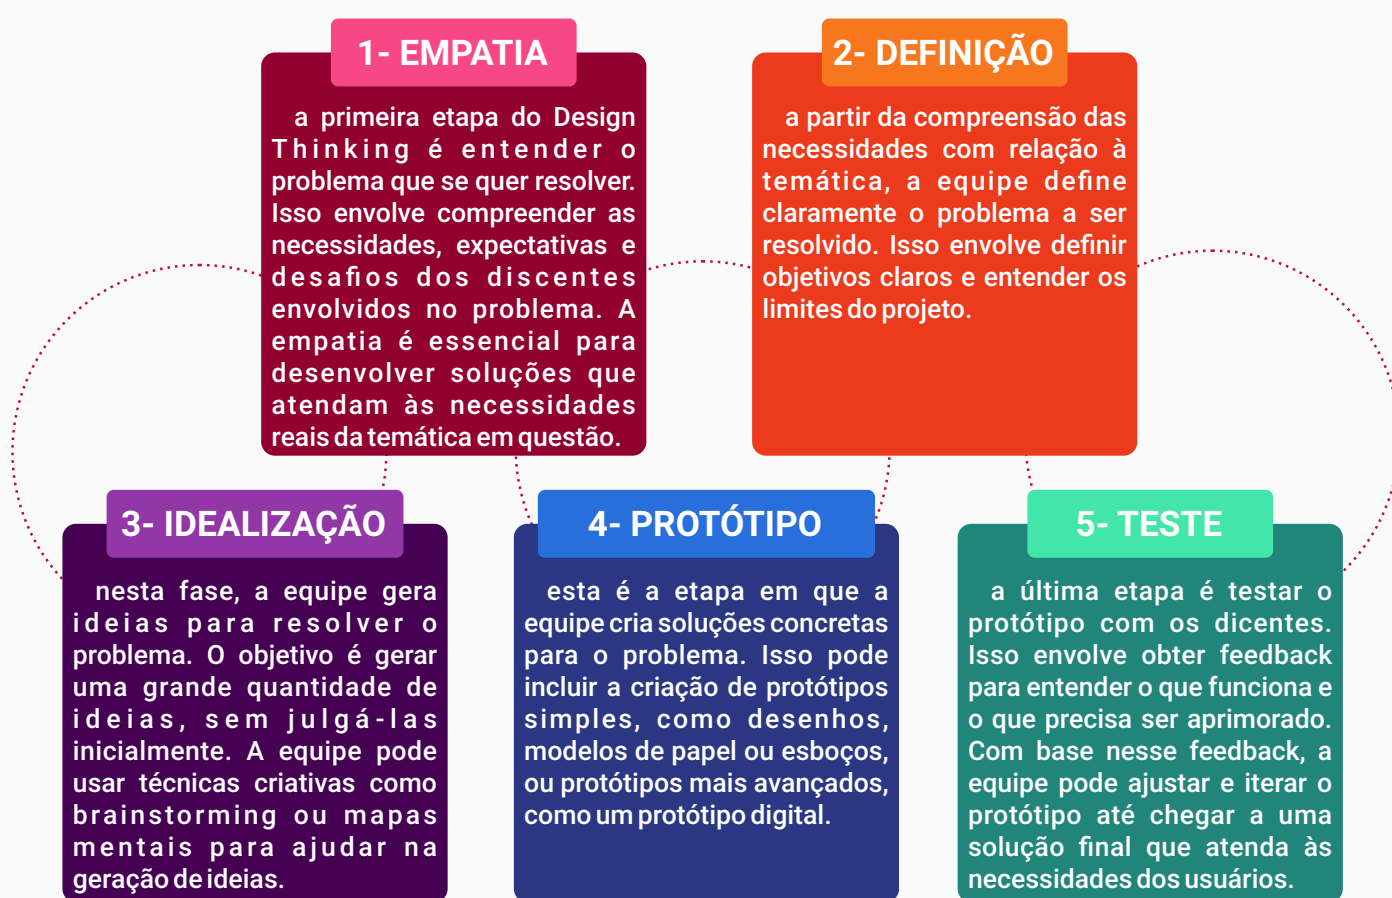 1- EMPATIA
a primeira etapa do Design
Thinking é entender o
problema que se quer resolver.
Isso envolve compreender as
necessidades, expectativas e
desafios dos discentes
envolvidos no problema. A
empatia é essencial para
desenvolver soluções que
atendam às necessidades
reais da temática em questão.
2- DEFINIÇÃO
a partir da compreensão das
necessidades com relação à
temática, a equipe define
claramente o problema a ser
resolvido. Isso envolve definir
objetivos claros e entender os
limites do projeto.
3- IDEALIZAÇÃO
nesta fase, a equipe gera
ideias para resolver o
problema. O objetivo é gerar
uma grande quantidade de
ideias, sem julgá-las
inicialmente. A equipe pode
usar técnicas criativas como
brainstorming ou mapas
mentais para ajudar na
geração de ideias.
4- PROTÓTIPO
esta é a etapa em que a
equipe cria soluções concretas
para o problema. Isso pode
incluir a criação de protótipos
simples, como desenhos,
modelos de papel ou esboços,
ou protótipos mais avançados,
como um protótipo digital.
5- TESTE
a última etapa é testar o
protótipo com os dicentes.
Isso envolve obter feedback
para entender o que funciona e
o que precisa ser aprimorado.
Com base nesse feedback, a
equipe pode ajustar e iterar o
protótipo até chegar a uma
solução final que atenda às
necessidades dos usuários.